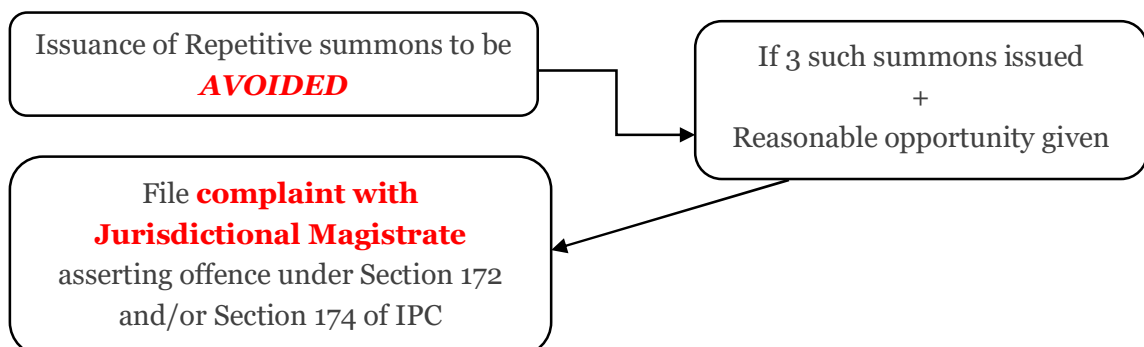 Issuance of Repetitive summons to be
AVOIDED
If 3 such summons issued
+
Reasonable opportunity given
File complaint with
Jurisdictional Magistrate
asserting offence under Section 172
and/or Section 174 of IPC